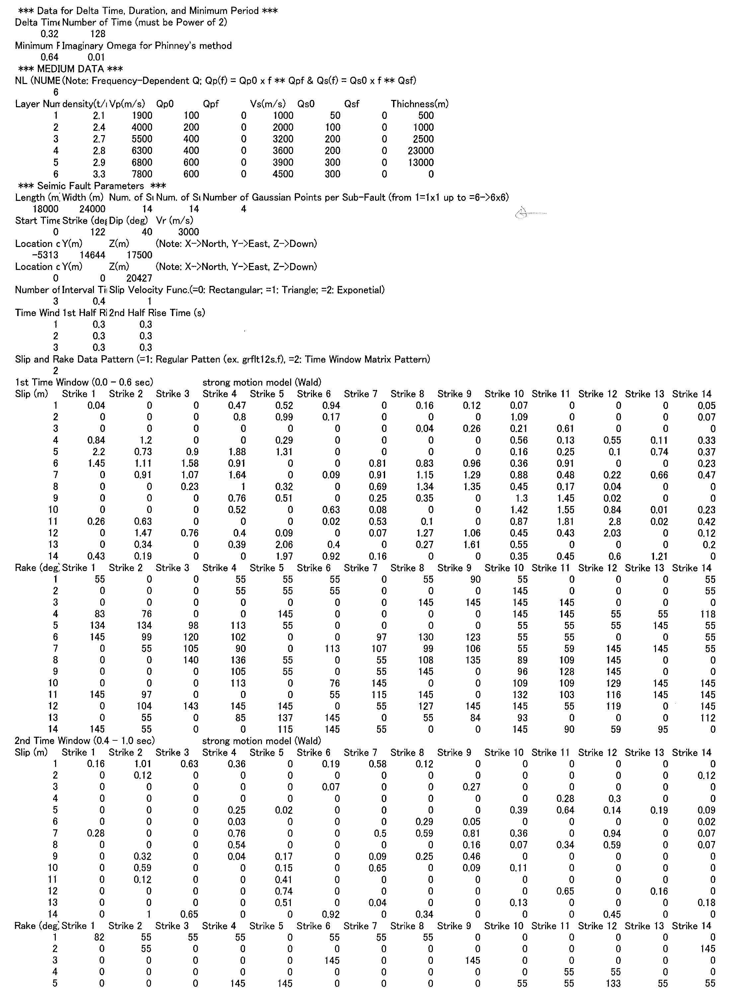 *** Data for Delta Time, Duration, and Minimum Period ***
Delta Time Number of Time (must be Power of 2)
0.32 128
Minimum P Imaginary Omega for Phinney's method
0.64 0.01
*** MEDIUM DATA ***
NL (NUME (Note: Frequency-Dependent Q; Qp(f) = Qp0 x f ** Qpf & Qs(f) = Qs0 x f ** Qsf)
6
Layer Num density(t/ Vp(m/s) Qp0 Qpf Vs(m/s) Qs0 Qsf Thichness(m)
1 2.1 1900 100 0 1000 50 0 500
2 2.4 4000 200 0 2000 100 0 1000
3 2.7 5500 400 0 3200 200 0 2500
4 2.8 6300 400 0 3600 200 0 23000
5 2.9 6800 600 0 3900 300 0 13000
6 3.3 7800 600 0 4500 300 0 0
*** Seimic Fault Parameters ***
Length (m) Width (m) Num. of Su Num. of Su Number of Gaussian Points per Sub-Fault (from 1=1x1 up to =6->6x6)
18000 24000 14 14 4
Start Time Strike (deg Dip (deg) Vr (m/s)
0 122 40 3000
Location c Y(m) Z(m) (Note: X->North, Y->East, Z->Down)
-5313 14644 17500
Location c Y(m) Z(m) (Note: X->North, Y->East, Z->Down)
0 0 20427
Number of Interval Ti Slip Velocity Func.(=0: Rectangular; =1: Triangle; =2: Exponetial)
3 0.4 1
Time Wind 1st Half Ri 2nd Half Rise Time (s)
1 0.3 0.3
2 0.3 0.3
3 0.3 0.3
Slip and Rake Data Pattern (=1: Regular Patten (ex. grflt12s.f), =2: Time Window Matrix Pattern)
2
1st Time Window (0.0 - 0.6 sec) strong motion model (Wald)
Slip (m) Strike 1 Strike 2 Strike 3 Strike 4 Strike 5 Strike 6 Strike 7 Strike 8 Strike 9 Strike 10 Strike 11 Strike 12 Strike 13 Strike 14
1 0.04 0 0 0.47 0.52 0.94 0 0.16 0.12 0.07 0 0 0 0.05
2 0 0 0 0.8 0.99 0.17 0 0 0 1.09 0 0 0 0.07
3 0 0 0 0 0 0 0 0.04 0.26 0.21 0.61 0 0 0
4 0.84 1.2 0 0 0.29 0 0 0 0 0.56 0.13 0.55 0.11 0.33
5 2.2 0.73 0.9 1.88 1.31 0 0 0 0 0.16 0.25 0.1 0.74 0.37
6 1.45 1.11 1.58 0.91 0 0 0.81 0.83 0.96 0.36 0.91 0 0 0.23
7 0 0.91 1.07 1.64 0 0.09 0.91 1.15 1.29 0.88 0.48 0.22 0.66 0.47
8 0 0 0.23 1 0.32 0 0.69 1.34 1.35 0.45 0.17 0.04 0 0
9 0 0 0 0.76 0.51 0 0.25 0.35 0 1.3 1.45 0.02 0 0
10 0 0 0 0.52 0 0.63 0.08 0 0 1.42 1.55 0.84 0.01 0.23
11 0.26 0.63 0 0 0 0.02 0.53 0.1 0 0.87 1.81 2.8 0.02 0.42
12 0 1.47 0.76 0.4 0.09 0 0.07 1.27 1.06 0.45 0.43 2.03 0 0.12
13 0 0.34 0 0.39 2.06 0.4 0 0.27 1.61 0.55 0 0 0 0.2
14 0.43 0.19 0 0 1.97 0.92 0.16 0 0 0.35 0.45 0.6 1.21 0
Rake (deg) Strike 1 Strike 2 Strike 3 Strike 4 Strike 5 Strike 6 Strike 7 Strike 8 Strike 9 Strike 10 Strike 11 Strike 12 Strike 13 Strike 14
1 55 0 0 55 55 55 0 55 90 55 0 0 0 55
2 0 0 0 55 55 55 0 0 0 145 0 0 0 55
3 0 0 0 0 0 0 0 145 145 145 145 0 0 0
4 83 76 0 0 145 0 0 0 0 145 145 55 55 118
5 134 134 98 113 55 0 0 0 0 55 55 55 145 55
6 145 99 120 102 0 0 97 130 123 55 55 0 0 55
7 0 55 105 90 0 113 107 99 106 55 59 145 145 55
8 0 0 140 136 55 0 55 108 135 89 109 145 0 0
9 0 0 0 105 55 0 55 145 0 96 128 145 0 0
10 0 0 0 113 0 76 145 0 0 109 109 129 145 145
11 145 97 0 0 0 55 115 145 0 132 103 116 145 145
12 0 104 143 145 145 0 55 127 145 145 55 119 0 145
13 0 55 0 85 137 145 0 55 84 93 0 0 0 112
14 145 55 0 0 115 145 55 0 0 145 90 59 95 0
2nd Time Window (0.4 - 1.0 sec) strong motion model (Wald)
Slip (m) Strike 1 Strike 2 Strike 3 Strike 4 Strike 5 Strike 6 Strike 7 Strike 8 Strike 9 Strike 10 Strike 11 Strike 12 Strike 13 Strike 14
1 0.16 1.01 0.63 0.36 0 0.19 0.58 0.12 0 0 0 0 0 0
2 0 0.12 0 0 0 0 0 0 0 0 0 0 0 0.12
3 0 0 0 0 0 0.07 0 0 0.27 0 0 0 0 0
4 0 0 0 0 0 0 0 0 0 0 0.28 0.3 0 0
5 0 0 0 0.25 0.02 0 0 0 0 0.39 0.64 0.14 0.19 0.09
6 0 0 0 0.03 0 0 0 0.29 0.05 0 0 0 0 0.02
7 0.28 0 0 0.76 0 0 0.5 0.59 0.81 0.36 0 0.94 0 0.07
8 0 0 0 0.54 0 0 0 0 0.16 0.07 0.34 0.59 0 0.07
9 0 0.32 0 0.04 0.17 0 0.09 0.25 0.46 0 0 0 0 0
10 0 0.59 0 0 0.15 0 0.65 0 0.09 0.11 0 0 0 0
11 0 0.12 0 0 0.41 0 0 0 0 0 0 0 0 0
12 0 0 0 0 0.74 0 0 0 0 0 0.65 0 0.16 0
13 0 0 0 0 0.51 0 0.04 0 0 0.13 0 0 0 0.18
14 0 1 0.65 0 0 0.92 0 0.34 0 0 0 0.45 0 0
Rake (deg) Strike 1 Strike 2 Strike 3 Strike 4 Strike 5 Strike 6 Strike 7 Strike 8 Strike 9 Strike 10 Strike 11 Strike 12 Strike 13 Strike 14
1 82 55 55 55 0 55 55 55 0 0 0 0 0 0
2 0 55 0 0 0 0 0 0 0 0 0 0 0 145
3 0 0 0 0 0 145 0 0 145 0 0 0 0 0
4 0 0 0 0 0 0 0 0 0 0 55 55 0 0
5 0 0 0 145 145 0 0 0 0 55 55 133 55 55